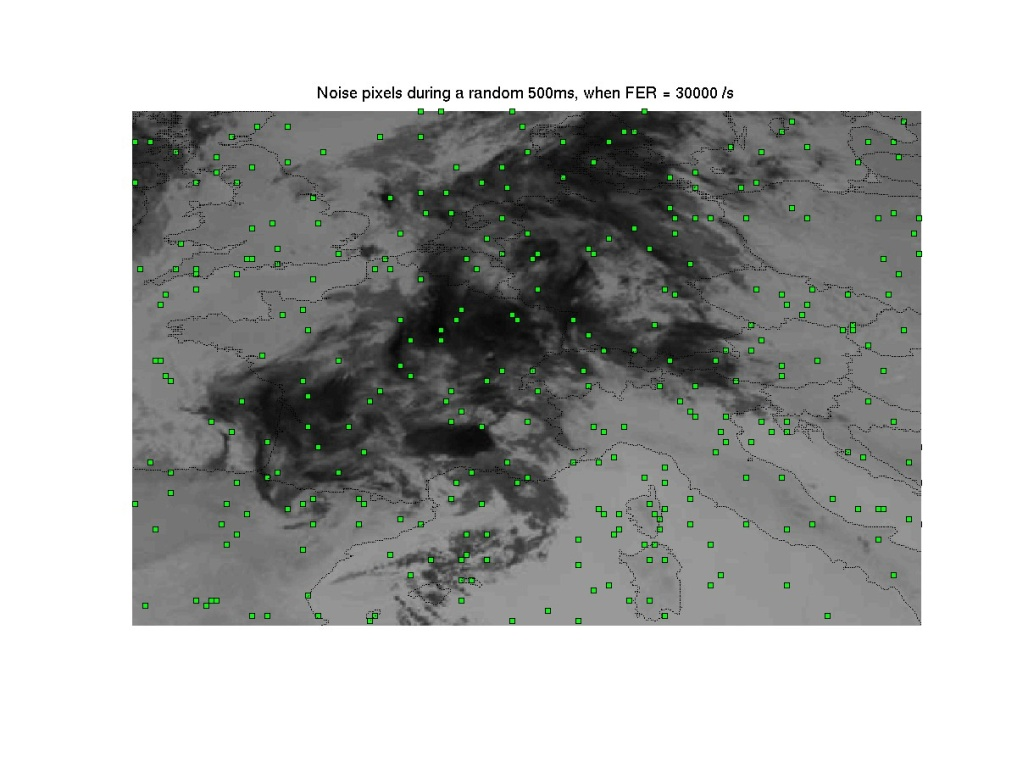 Noise pixels during a random 500ms, when FER = 30000 /s